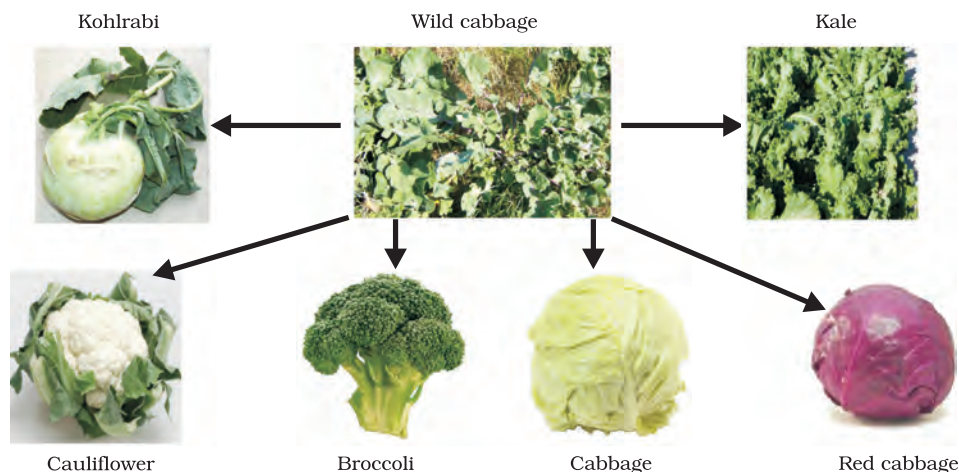 Kohlrabi
Wild cabbage
Kale
Cauliflower
Broccoli
Cabbage
Red cabbage